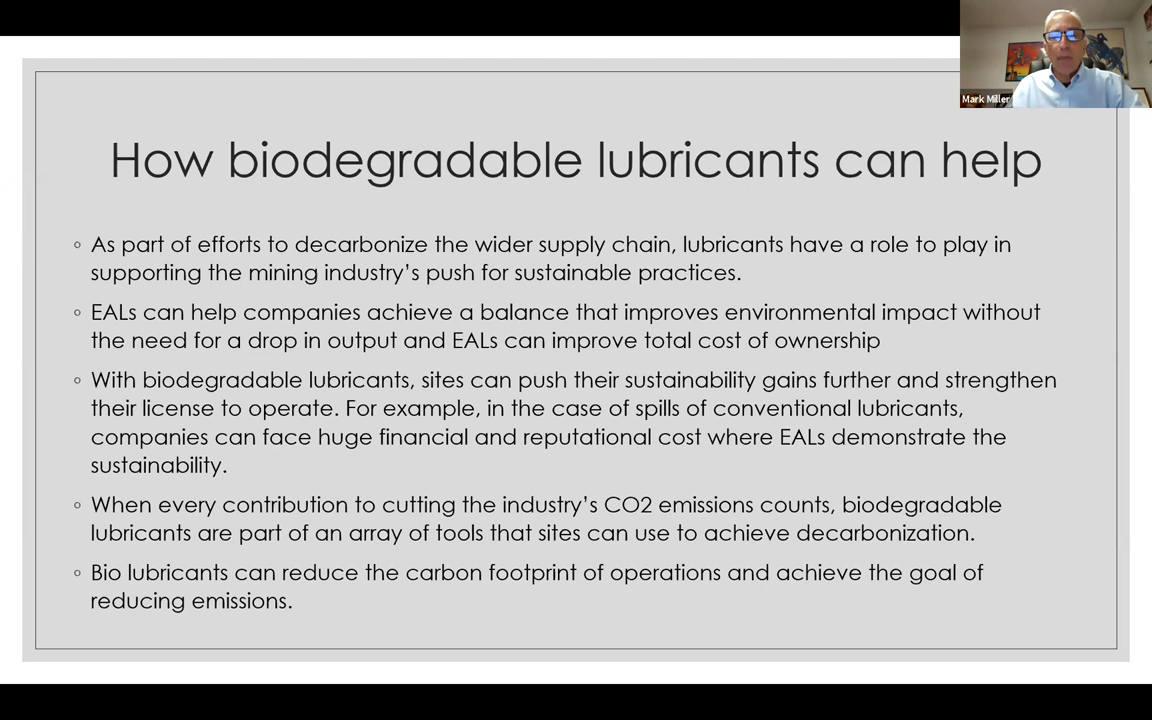 Mark Miller
How biodegradable lubricants can help
◦ As part of efforts to decarbonize the wider supply chain, lubricants have a role to play in
supporting the mining industry’s push for sustainable practices.
◦ EALs can help companies achieve a balance that improves environmental impact without
the need for a drop in output and EALs can improve total cost of ownership
◦ With biodegradable lubricants, sites can push their sustainability gains further and strengthen
their license to operate. For example, in the case of spills of conventional lubricants,
companies can face huge financial and reputational cost where EALs demonstrate the
sustainability.
◦ When every contribution to cutting the industry’s CO2 emissions counts, biodegradable
lubricants are part of an array of tools that sites can use to achieve decarbonization.
◦ Bio lubricants can reduce the carbon footprint of operations and achieve the goal of
reducing emissions.